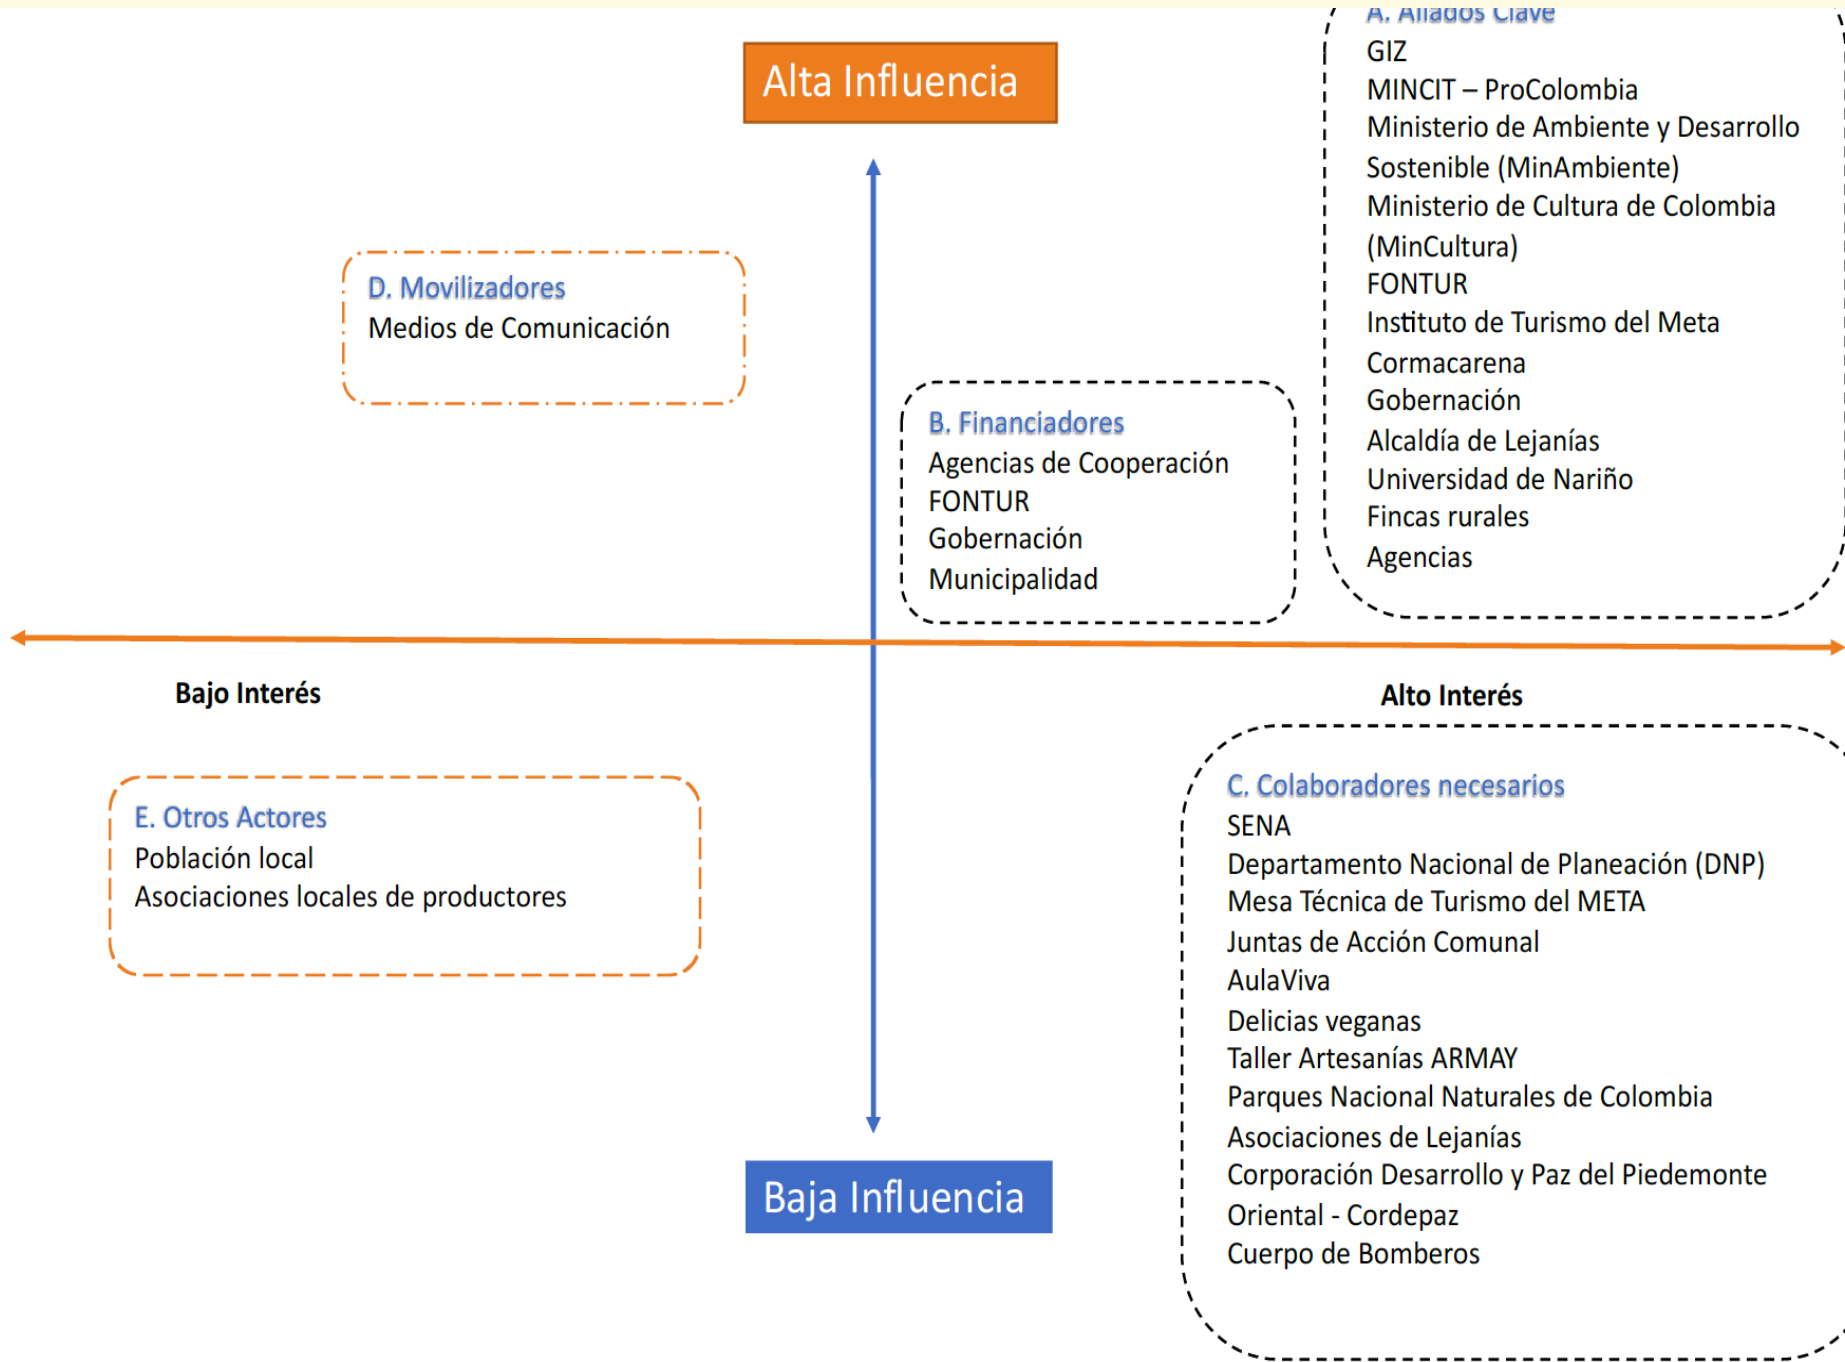 Alta Influencia
A. Aliados Clave
GIZ
MINCIT – ProColombia
Ministerio de Ambiente y Desarrollo
Sostenible (MinAmbiente)
Ministerio de Cultura de Colombia
(MinCultura)
FONTUR
Instituto de Turismo del Meta
Cormacarena
Gobernación
Alcaldía de Lejanías
Universidad de Nariño
Fincas rurales
Agencias
D. Movilizadores
Medios de Comunicación
B. Financiadores
Agencias de Cooperación
FONTUR
Gobernación
Municipalidad
Bajo Interés
Alto Interés
E. Otros Actores
Población local
Asociaciones locales de productores
C. Colaboradores necesarios
SENA
Departamento Nacional de Planeación (DNP)
Mesa Técnica de Turismo del META
Juntas de Acción Comunal
AulaViva
Delicias veganas
Taller Artesanías ARMAY
Parques Nacional Naturales de Colombia
Asociaciones de Lejanías
Corporación Desarrollo y Paz del Piedemonte
Oriental - Cordepaz
Cuerpo de Bomberos
Baja Influencia